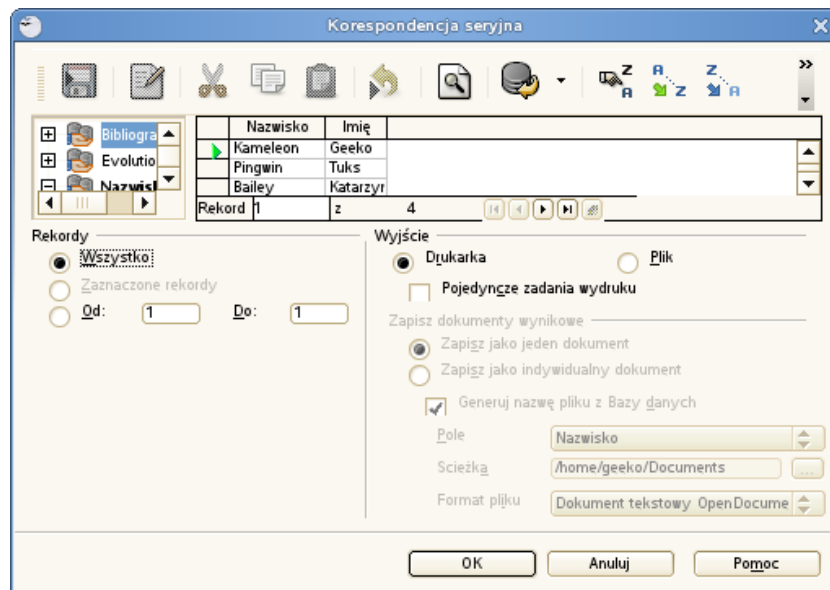 Korespondencja seryjna
Z A
A Z
Z A
Bibliogra
Evolutio
Nazwisl
Nazwisko Imię
Kameleon Geeko
Pingwin Tuks
Bailey Katarzyr
Rekord 1 z 4
Rekordy
Wszystko
Zaznaczone rekordy
Od: 1 Do: 1
Wyjście
Drukarka Plik
Pojedyncze zadania wydruku
Zapisz dokumenty wynikowe
Zapisz jako jeden dokument
Zapisz jako indywidualny dokument
Generuj nazwę pliku z Bazy danych
Pole Nazwisko
Scieżka /home/geeko/Documents ...
Format pliku Dokument tekstowy OpenDocume
OK Anuluj Pomoc